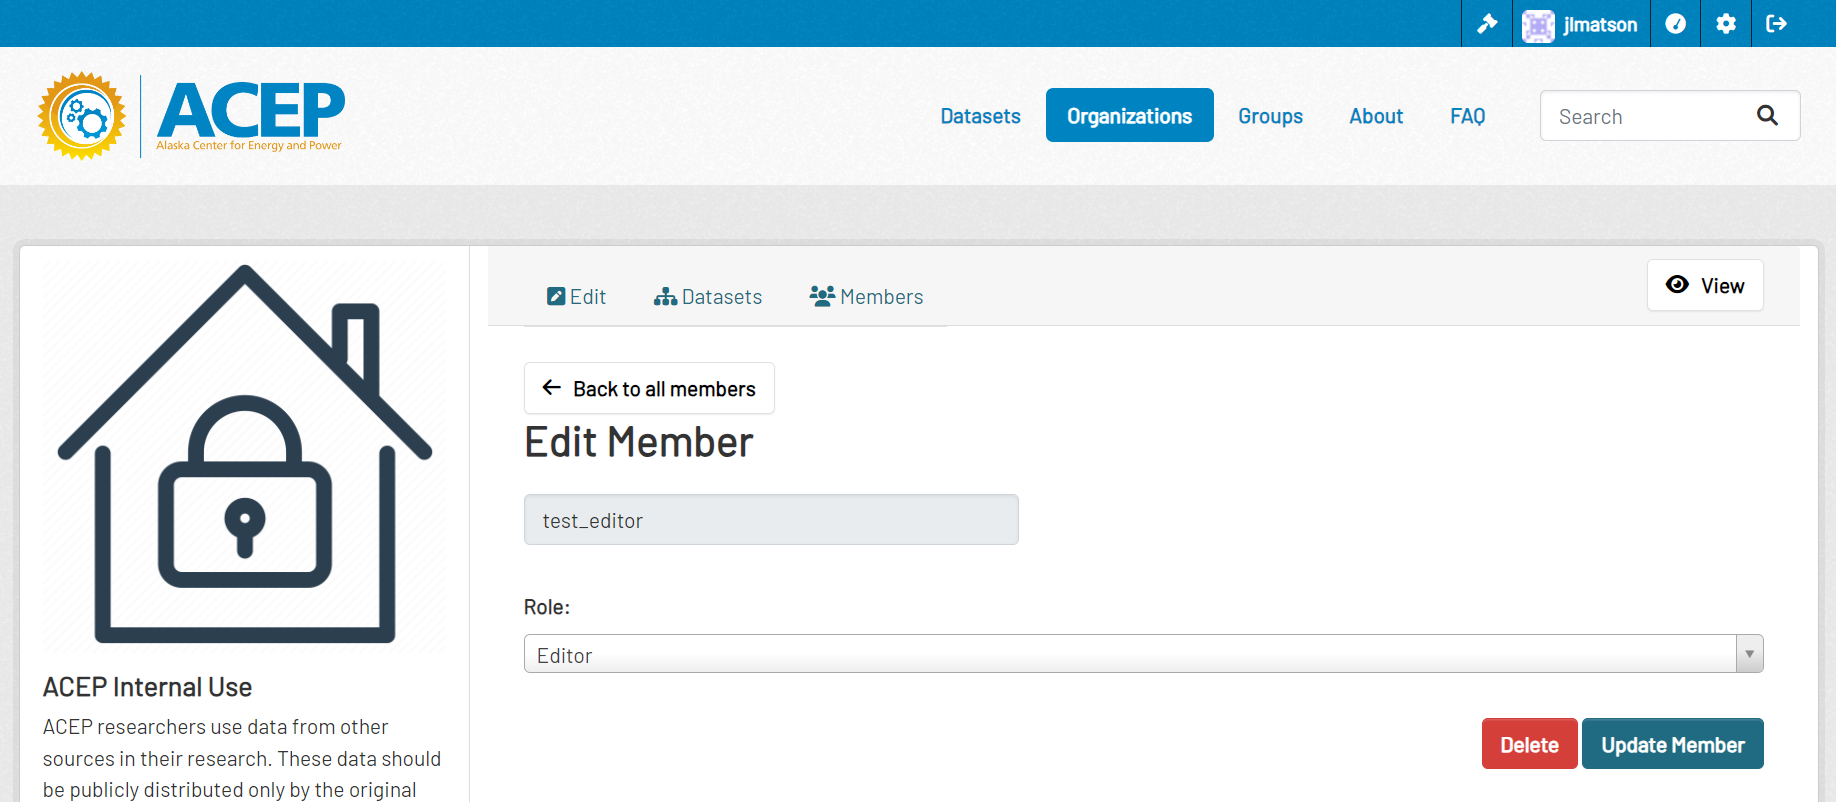 jlmatson
ACEP
Alaska Center for Energy and Power
Datasets
Organizations
Groups
About
FAQ
Search
Edit
Datasets
Members
View
Back to all members
Edit Member
test_editor
Role:
Editor
Delete
Update Member
ACEP Internal Use
ACEP researchers use data from other
sources in their research. These data should
be publicly distributed only by the original